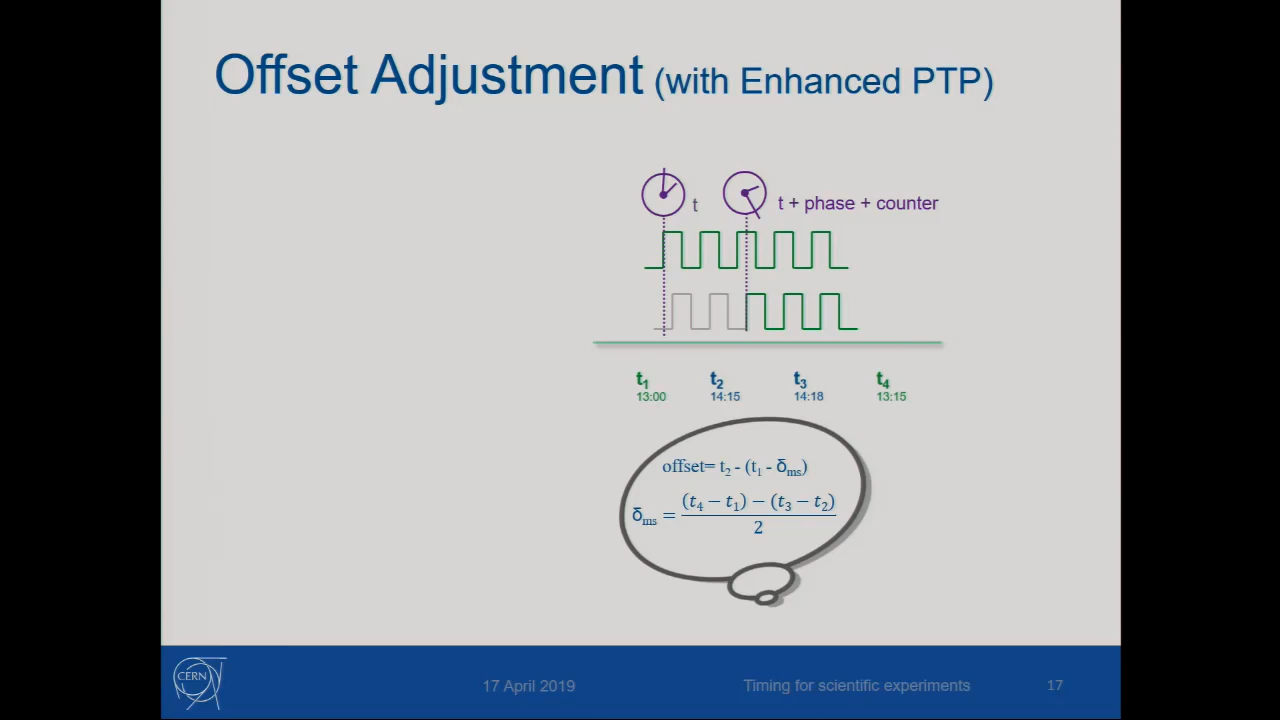 Offset Adjustment (with Enhanced PTP)
t
t + phase + counter
t₁ t₂ t₃ t₄
13:00 14:15 14:18 13:15
offset= t₂ - (t₁ - δₘₛ)
δₘₛ = (t₄ − t₁) − (t₃ − t₂)
2
CERN
17 April 2019
Timing for scientific experiments
17